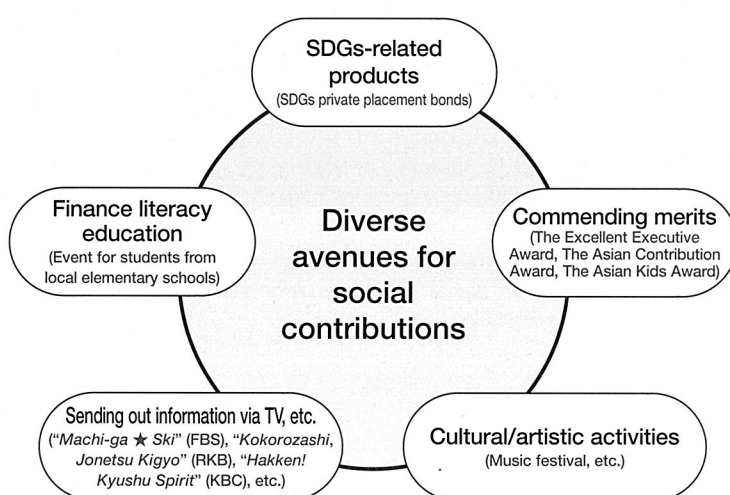 SDGs-related
products
(SDGs private placement bonds)
Finance literacy
education
(Event for students from
local elementary schools)
Diverse
avenues for
social
contributions
Commending merits
(The Excellent Executive
Award, The Asian Contribution
Award, The Asian Kids Award)
Sending out information via TV, etc.
(“Machi-ga ★ Ski” (FBS), “Kokorozashi,
Jonetsu Kigyo” (RKB), “Hakken!
Kyushu Spirit” (KBC), etc.)
Cultural/artistic activities
(Music festival, etc.)